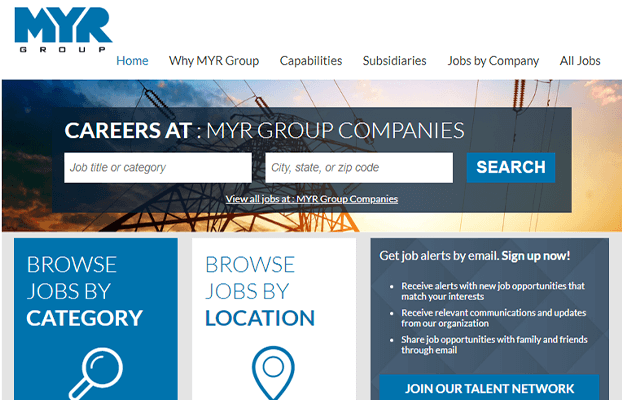 MYR
GROUP
Home Why MYR Group Capabilities Subsidiaries Jobs by Company All Jobs
CAREERS AT : MYR GROUP COMPANIES
Job title or category City, state, or zip code SEARCH
View all jobs at : MYR Group Companies
BROWSE
JOBS BY
CATEGORY
BROWSE
JOBS BY
LOCATION
Get job alerts by email. Sign up now!
• Receive alerts with new job opportunities that
match your interests
• Receive relevant communications and updates
from our organization
• Share job opportunities with family and friends
through email
JOIN OUR TALENT NETWORK